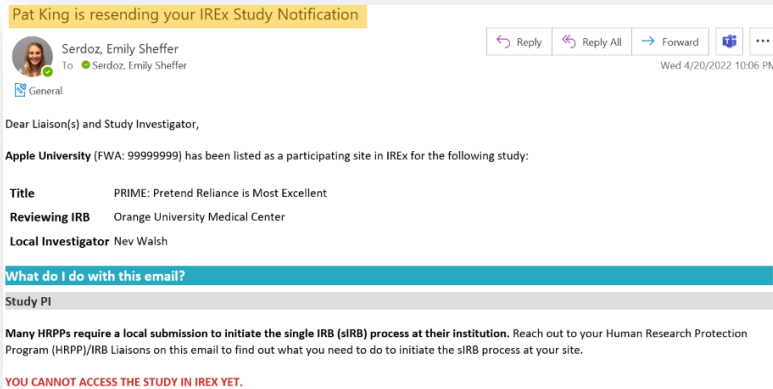 Pat King is resending your IREx Study Notification
Serdoz, Emily Sheffer
To Serdoz, Emily Sheffer
Reply
Reply All
Forward
Wed 4/20/2022 10:06 PM
General
Dear Liaison(s) and Study Investigator,
Apple University (FWA: 99999999) has been listed as a participating site in IREx for the following study:
Title PRIME: Pretend Reliance is Most Excellent
Reviewing IRB Orange University Medical Center
Local Investigator Nev Walsh
What do I do with this email?
Study PI
Many HRPPs require a local submission to initiate the single IRB (sIRB) process at their institution. Reach out to your Human Research Protection
Program (HRPP)/IRB Liaisons on this email to find out what you need to do to initiate the sIRB process at your site.
YOU CANNOT ACCESS THE STUDY IN IREX YET.